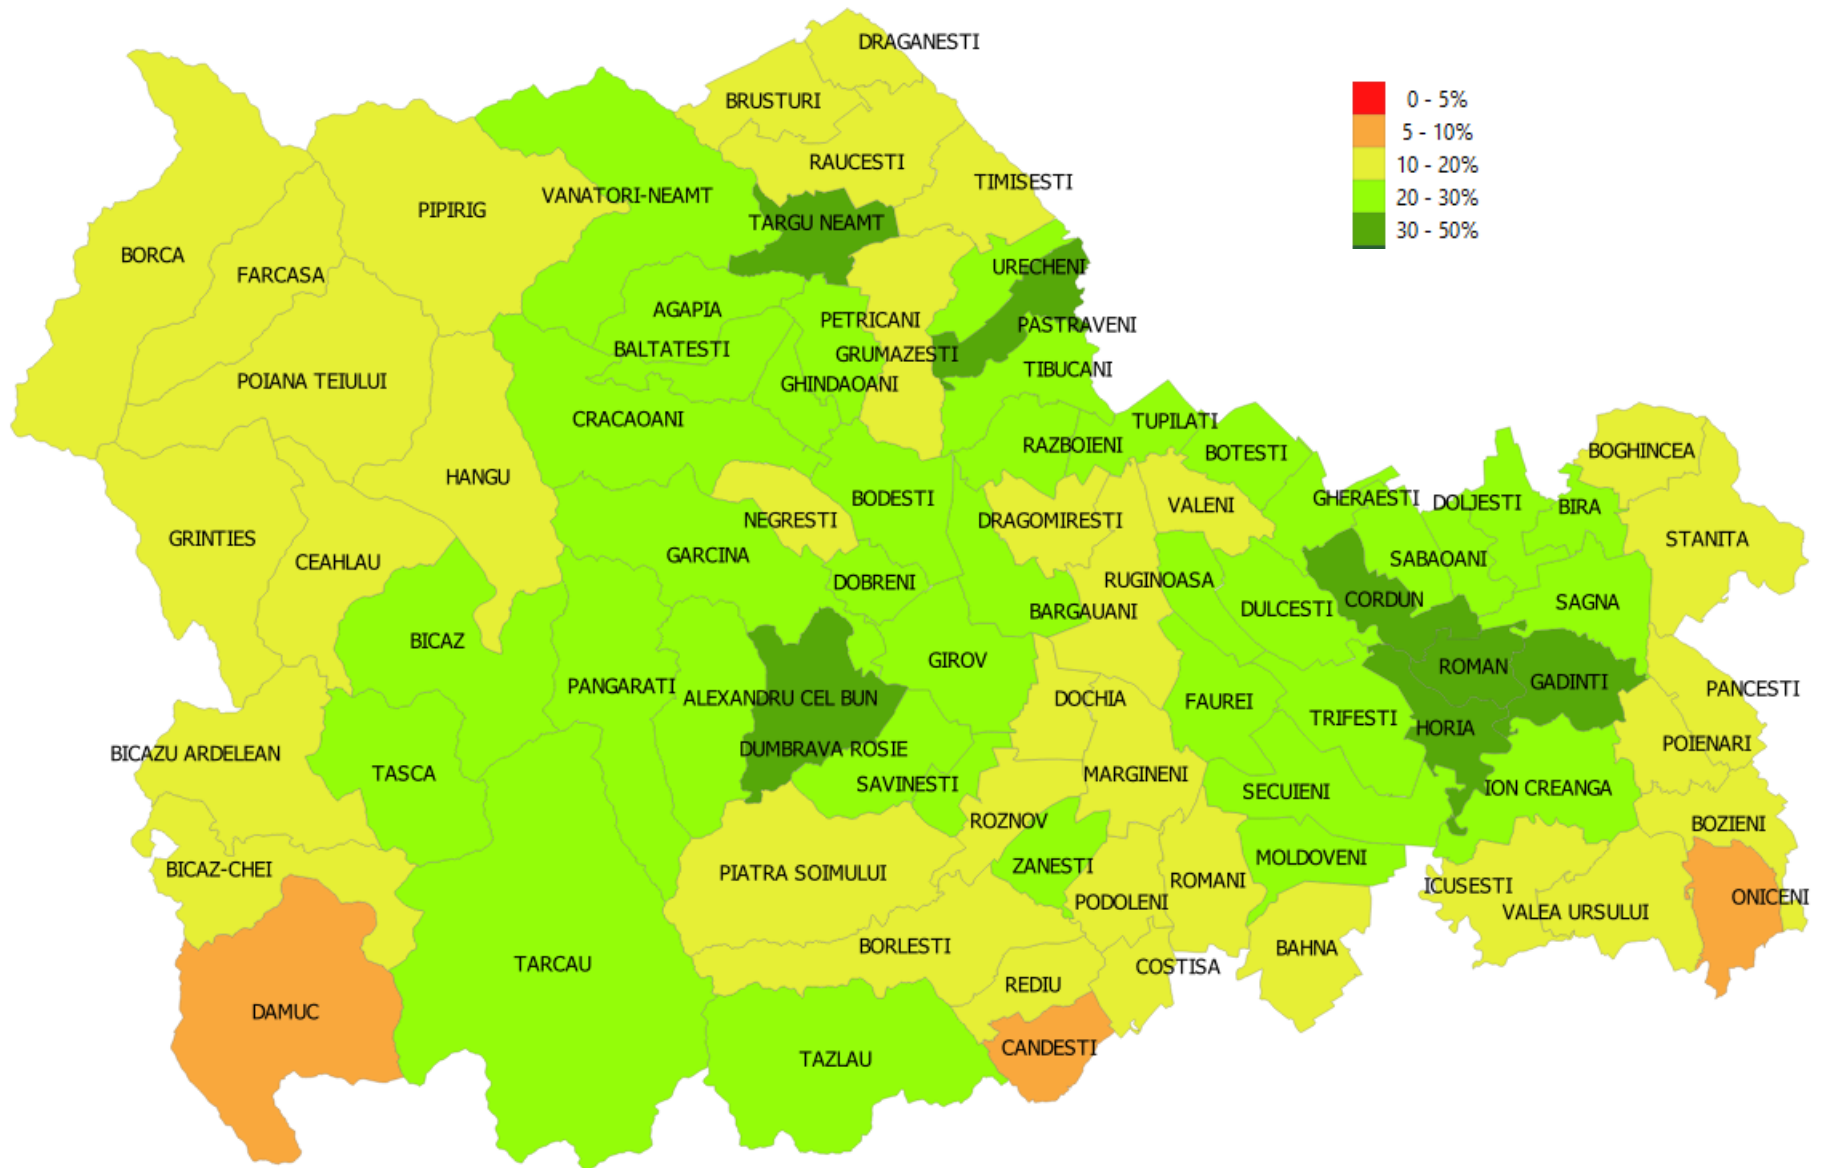 DRAGANESTI
BRUSTURI
0 - 5%
5 - 10%
10 - 20%
20 - 30%
30 - 50%
RAUCESTI
TIMISESTI
VANATORI-NEAMT
PIPIRIG
TARGU NEAMT
BORCA
FARCASA
URECHENI
AGAPIA
PETRICANI
PASTRAVENI
BALTATESTI
GRUMAZESTI
TIBUCANI
POIANA TEIULUI
GHINDAOANI
CRACAOANI
TUPILATI
RAZBOIENI
BOTESTI
BOGHINCEA
HANGU
BODESTI
GHERAESTI
DOLJESTI
BIRA
VALENI
NEGRESTI
DRAGOMIRESTI
GRINTIES
STANITA
GARCINA
CEAHLAU
SABAOANI
DOBRENI
RUGINOASA
CORDUN
SAGNA
DULCESTI
BARGAUANI
BICAZ
GIROV
ROMAN
GADINTI
PANGARATI
PANCESTI
ALEXANDRU CEL BUN
DOCHIA
FAUREI
TRIFESTI
HORIA
POIENARI
DUMBRAVA ROSIE
BICAZU ARDELEAN
TASCA
MARGINENI
SAVINESTI
SECUIENI
ION CREANGA
ROZNOV
BOZIENI
MOLDOVENI
ZANESTI
BICAZ-CHEI
PIATRA SOIMULUI
ROMANI
ICUSESTI
ONICENI
PODOLENI
VALEA URSULUI
BORLESTI
BAHNA
TARCAU
COSTISA
REDIU
DAMUC
CANDESTI
TAZLAU